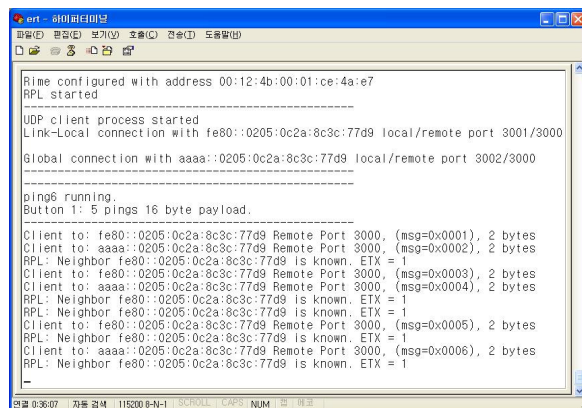 ert - 하이퍼터미널
파일(F) 편집(E) 보기(V) 호출(C) 전송(T) 도움말(H)
Rime configured with address 00:12:4b:00:01:ce:4a:e7
RPL started
--------------------------------------------------
UDP client process started
Link-Local connection with fe80::0205:0c2a:8c3c:77d9 local/remote port 3001/3000
Global connection with aaaa::0205:0c2a:8c3c:77d9 local/remote port 3002/3000
--------------------------------------------------
--------------------------------------------------
ping6 running.
Button 1: 5 pings 16 byte payload.
--------------------------------------------------
Client to: fe80::0205:0c2a:8c3c:77d9 Remote Port 3000, (msg=0x0001), 2 bytes
Client to: aaaa::0205:0c2a:8c3c:77d9 Remote Port 3000, (msg=0x0002), 2 bytes
RPL: Neighbor fe80::0205:0c2a:8c3c:77d9 is known. ETX = 1
Client to: fe80::0205:0c2a:8c3c:77d9 Remote Port 3000, (msg=0x0003), 2 bytes
Client to: aaaa::0205:0c2a:8c3c:77d9 Remote Port 3000, (msg=0x0004), 2 bytes
RPL: Neighbor fe80::0205:0c2a:8c3c:77d9 is known. ETX = 1
RPL: Neighbor fe80::0205:0c2a:8c3c:77d9 is known. ETX = 1
Client to: fe80::0205:0c2a:8c3c:77d9 Remote Port 3000, (msg=0x0005), 2 bytes
RPL: Neighbor fe80::0205:0c2a:8c3c:77d9 is known. ETX = 1
Client to: aaaa::0205:0c2a:8c3c:77d9 Remote Port 3000, (msg=0x0006), 2 bytes
RPL: Neighbor fe80::0205:0c2a:8c3c:77d9 is known. ETX = 1
연결 0:36:07 자동 검색 115200 8-N-1 SCROLL CAPS NUM 캡 에코